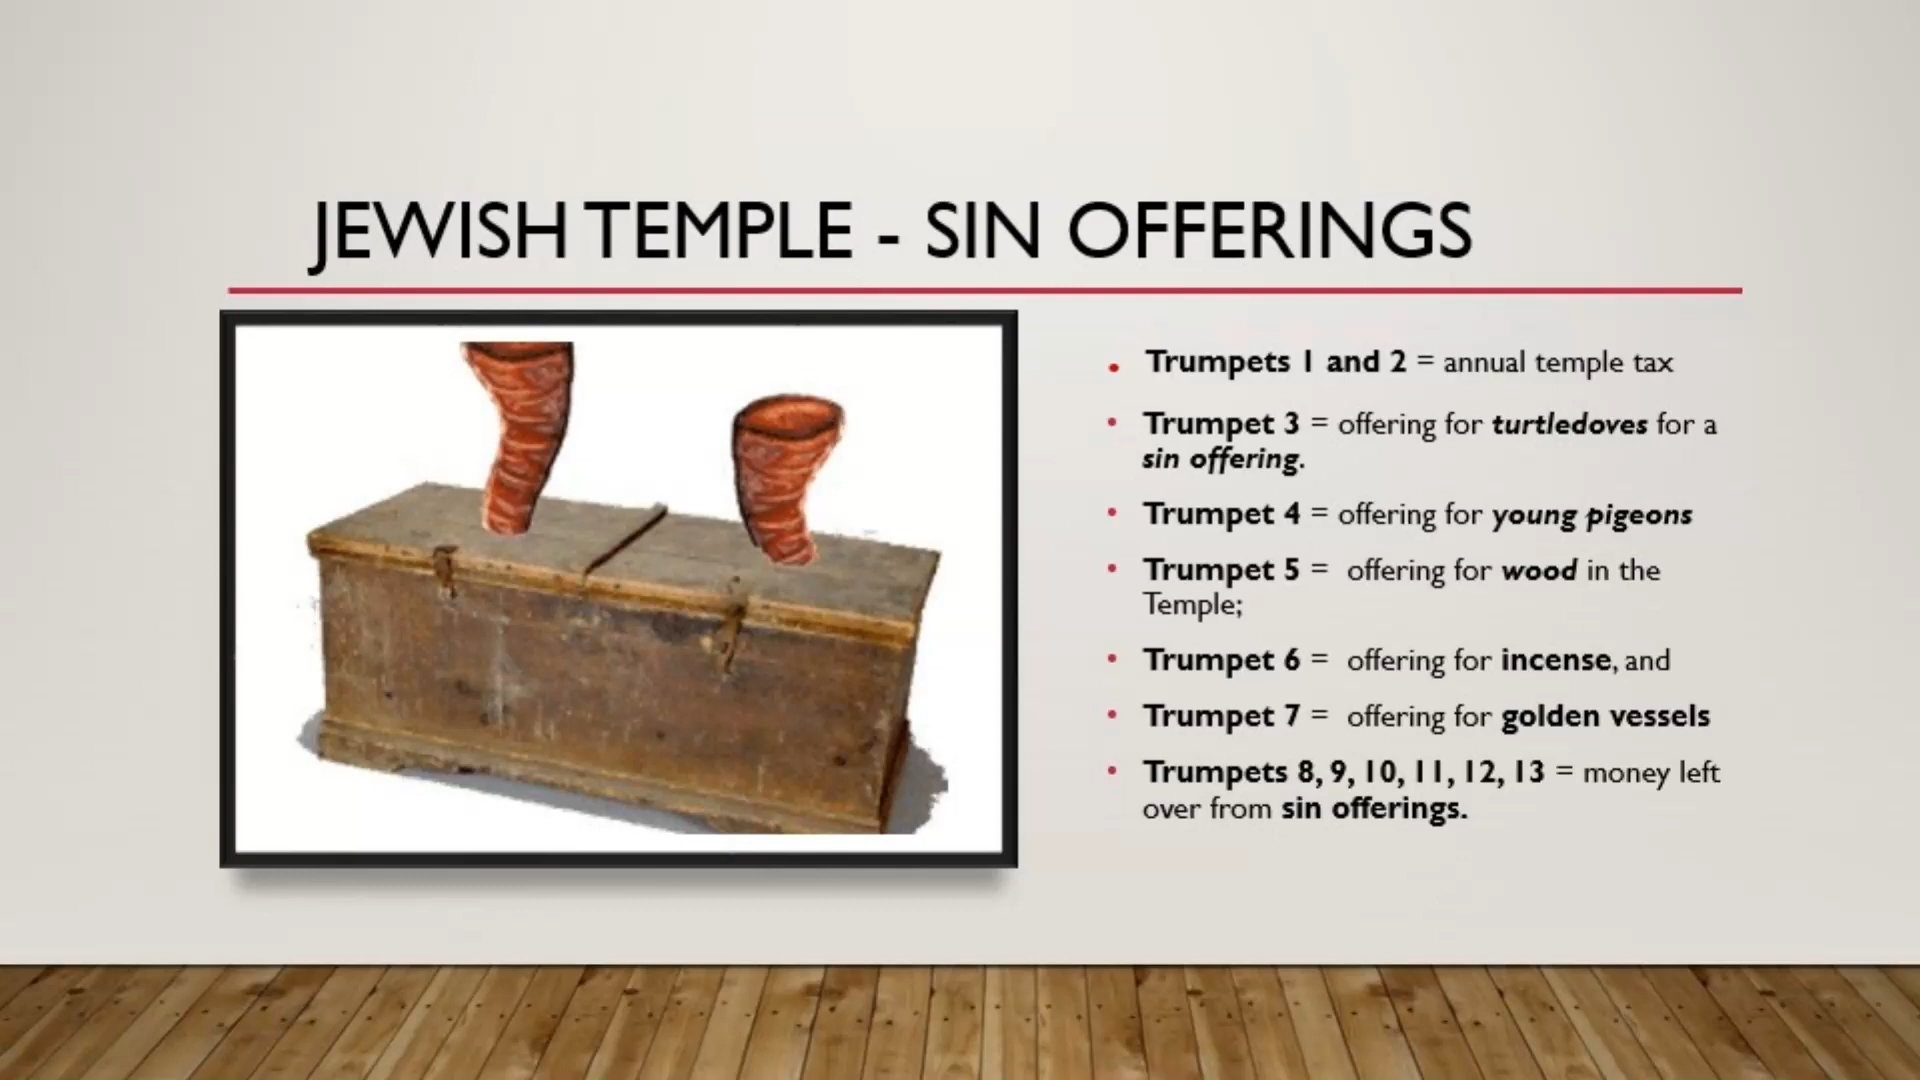 JEWISH TEMPLE - SIN OFFERINGS
• Trumpets 1 and 2 = annual temple tax
• Trumpet 3 = offering for turtledoves for a
sin offering.
• Trumpet 4 = offering for young pigeons
• Trumpet 5 = offering for wood in the
Temple;
• Trumpet 6 = offering for incense, and
• Trumpet 7 = offering for golden vessels
• Trumpets 8, 9, 10, 11, 12, 13 = money left
over from sin offerings.